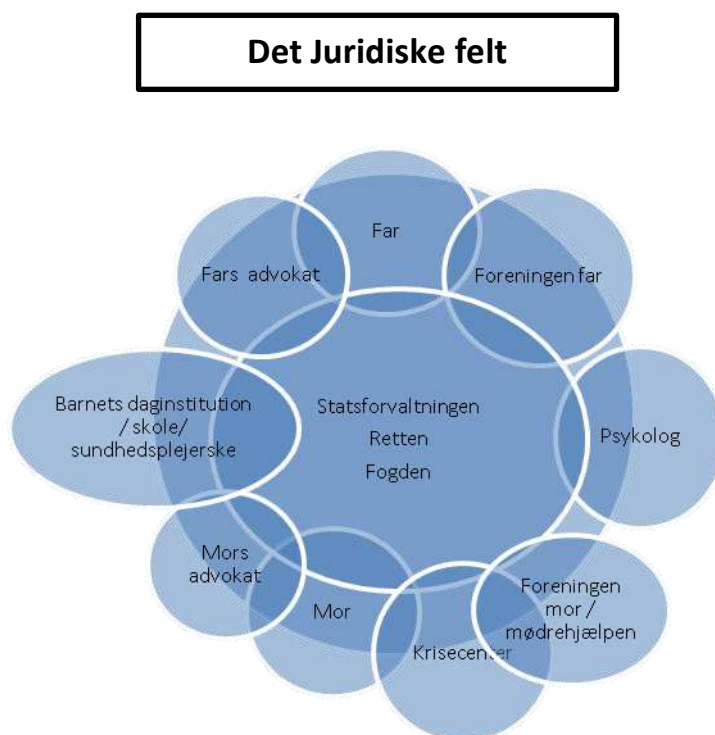 Det Juridiske felt
Far
Fars advokat
Foreningen far
Barnets daginstitution
/skole/
sundhedsplejerske
Statsforvaltningen
Retten
Fogden
Psykolog
Mors
advokat
Mor
Krisecenter
Foreningen
mor /
mødrehjælpen